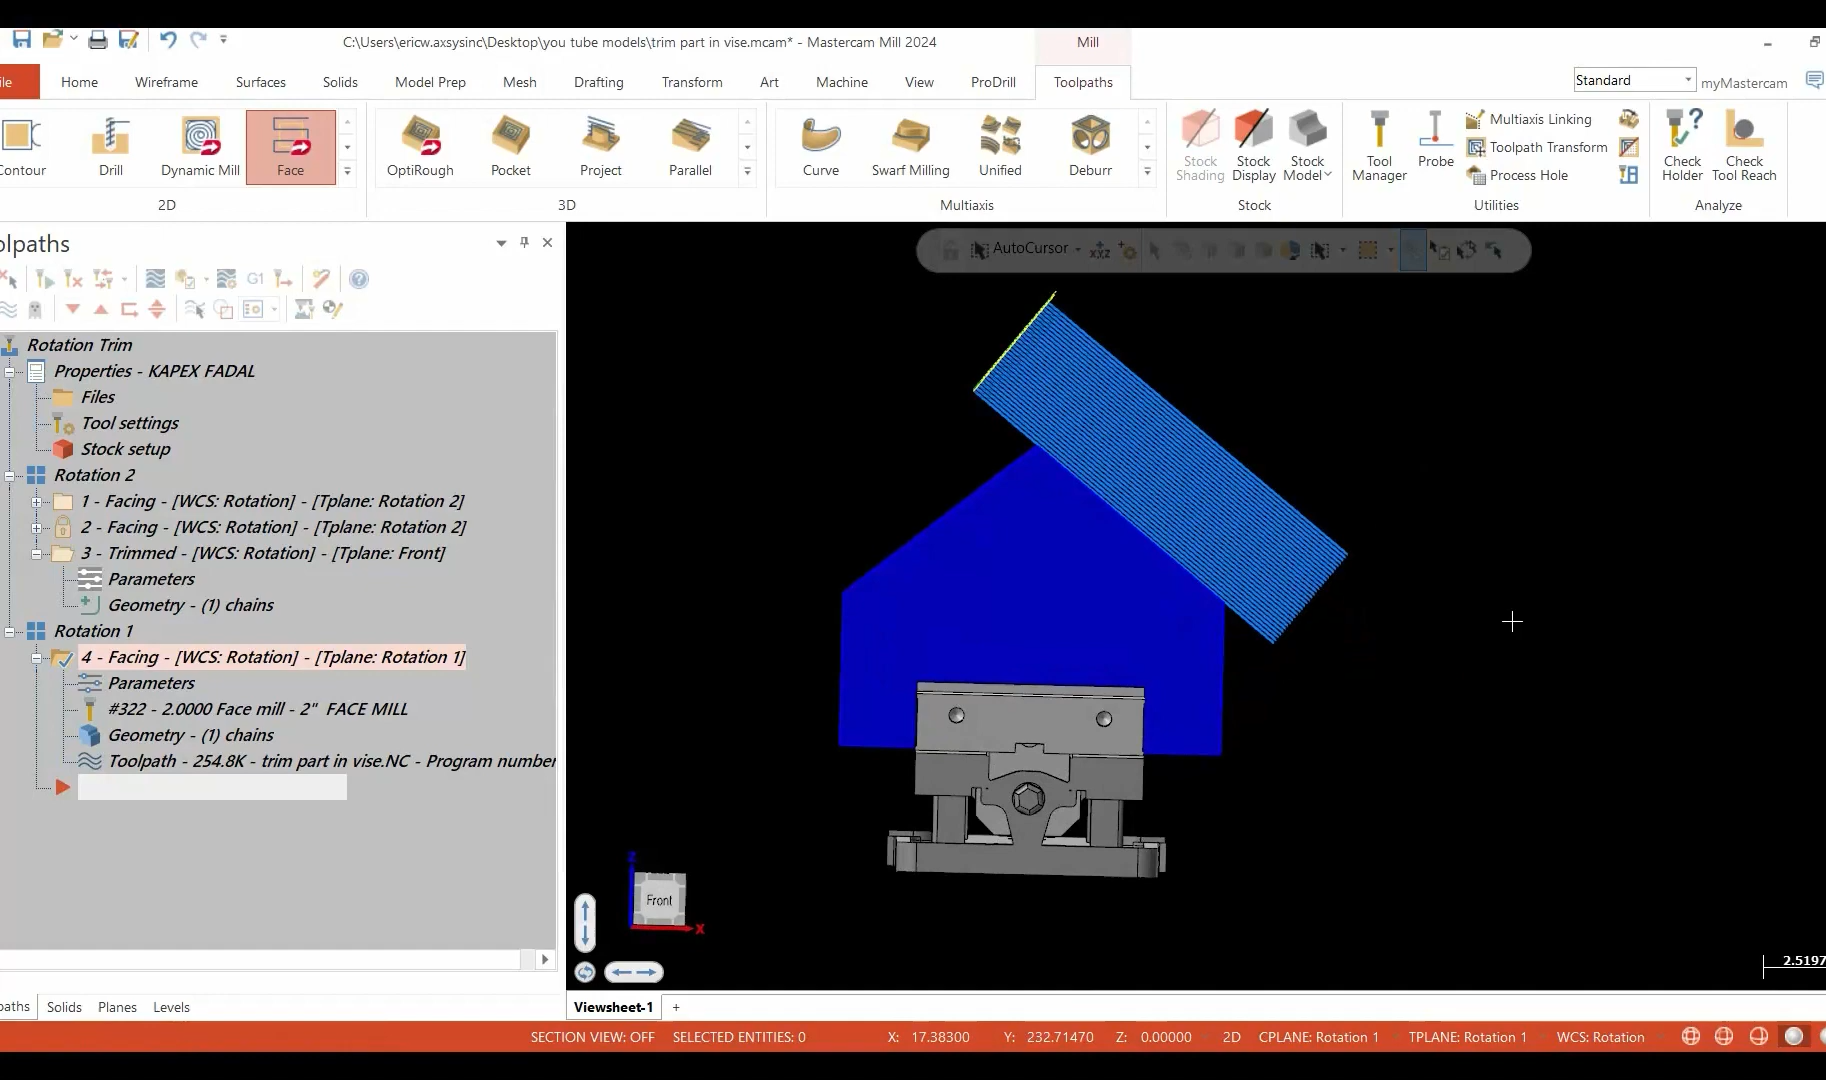 C:\Users\ericw.axsysinc\Desktop\you tube models\trim part in vise.mcam* - Mastercam Mill 2024
Mill
ile
Home
Wireframe
Surfaces
Solids
Model Prep
Mesh
Drafting
Transform
Art
Machine
View
ProDrill
Toolpaths
Standard
myMastercam
Contour
Drill
Dynamic Mill
Face
OptiRough
Pocket
Project
Parallel
Curve
Swarf Milling
Unified
Deburr
Stock Shading
Stock Display
Stock Model
Tool Manager
Probe
Multiaxis Linking
Toolpath Transform
Process Hole
Check Holder
Check Tool Reach
2D
3D
Multiaxis
Stock
Utilities
Analyze
olpaths
G1
AutoCursor
XYZ
Rotation Trim
Properties - KAPEX FADAL
Files
Tool settings
Stock setup
Rotation 2
1 - Facing - [WCS: Rotation] - [Tplane: Rotation 2]
2 - Facing - [WCS: Rotation] - [Tplane: Rotation 2]
3 - Trimmed - [WCS: Rotation] - [Tplane: Front]
Parameters
Geometry - (1) chains
Rotation 1
4 - Facing - [WCS: Rotation] - [Tplane: Rotation 1]
Parameters
#322 - 2.0000 Face mill - 2" FACE MILL
Geometry - (1) chains
Toolpath - 254.8K - trim part in vise.NC - Program number
Z
Front
X
2.5197
paths
Solids
Planes
Levels
Viewsheet-1
+
SECTION VIEW: OFF
SELECTED ENTITIES: 0
X: 17.38300
Y: 232.71470
Z: 0.00000
2D
CPLANE: Rotation 1
TPLANE: Rotation 1
WCS: Rotation